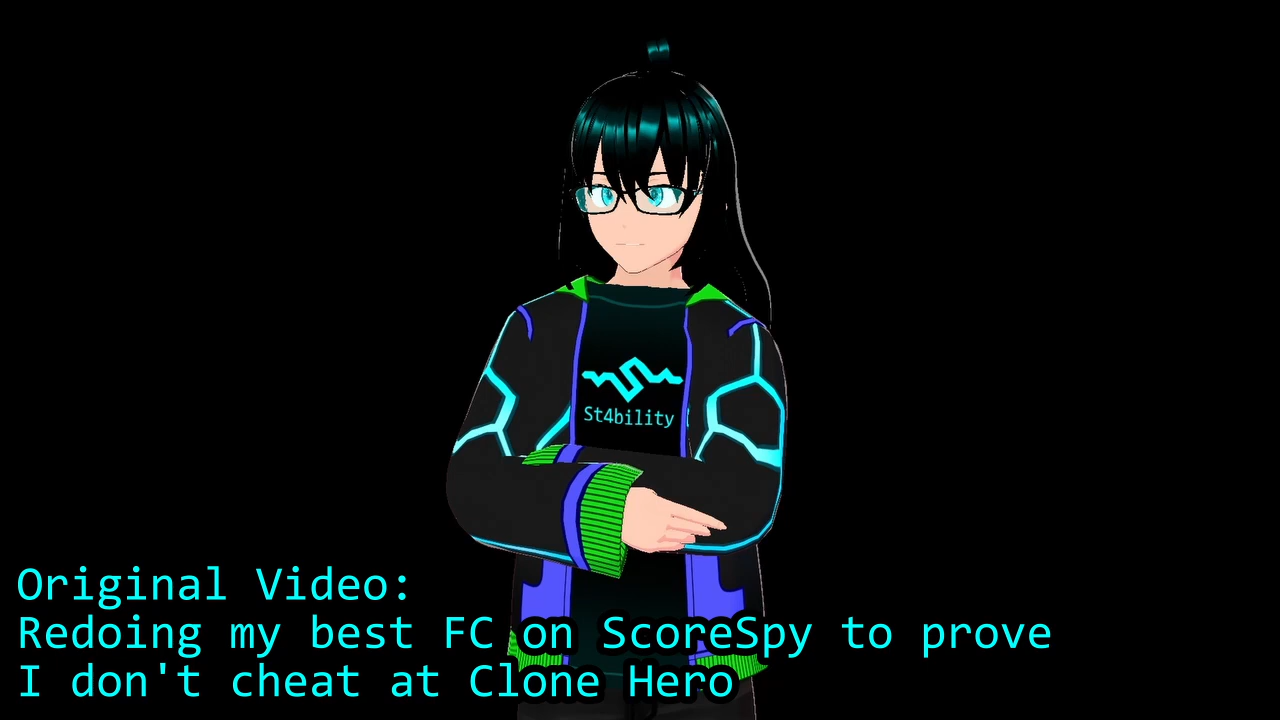 St4bility
Original Video:
Redoing my best FC on ScoreSpy to prove
I don't cheat at Clone Hero